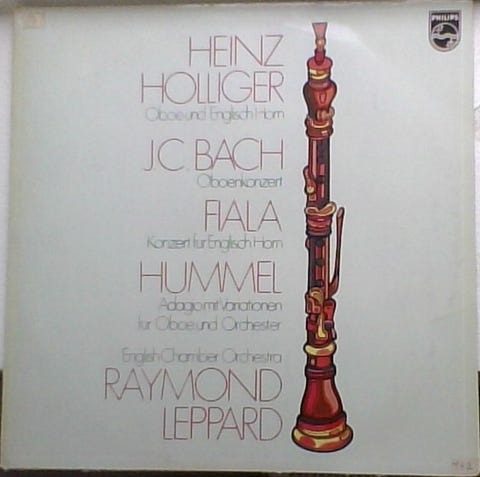 PHILIPS
HEINZ
HOLLIGER
Oboe und Englisch Horn
J.C. BACH
Oboenkonzert
FIALA
Konzert für Englisch Horn
HUMMEL
Adagio mit Variationen
für Oboe und Orchester
English Chamber Orchestra
RAYMOND
LEPPARD